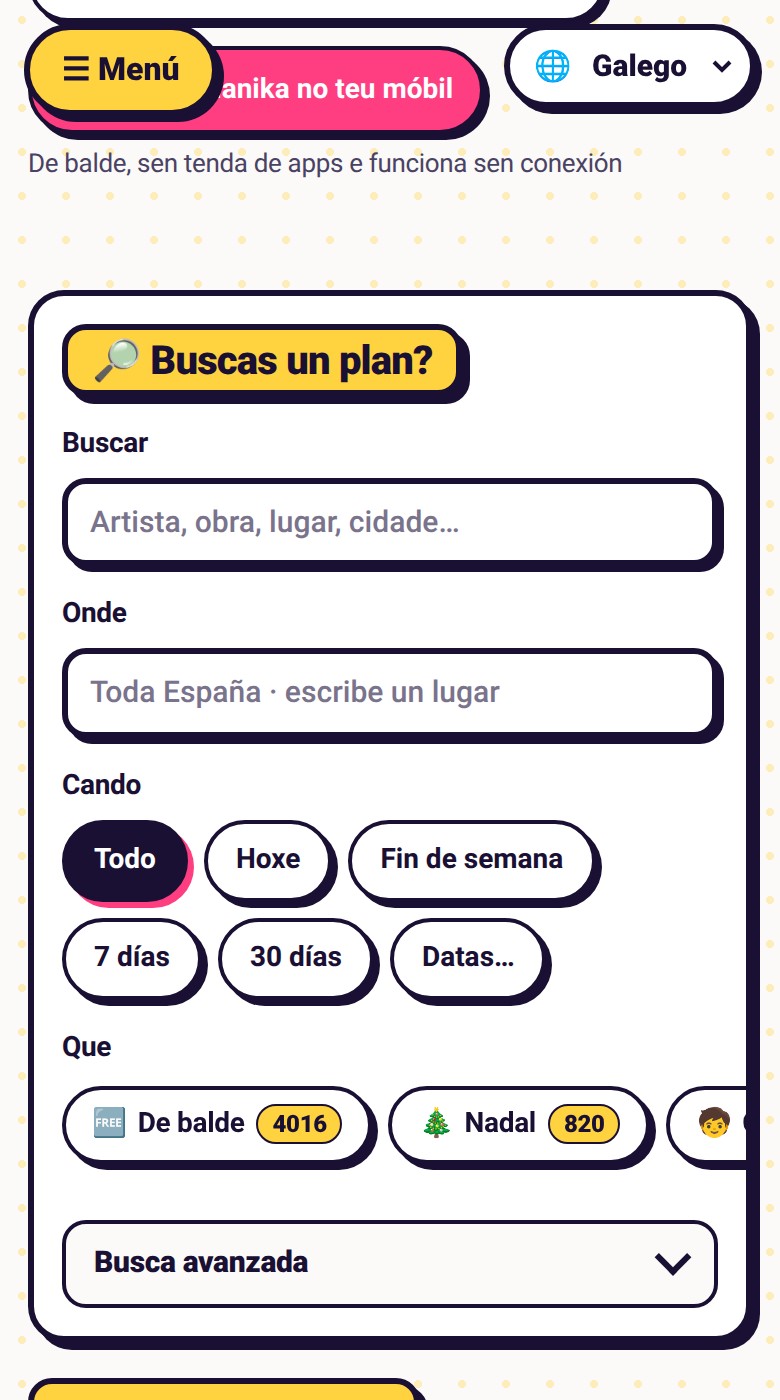 ☰ Menú
no teu móbil
Galego
De balde, sen tenda de apps e funciona sen conexión
🔎 Buscas un plan?
Buscar
Artista, obra, lugar, cidade…
Onde
Toda España · escribe un lugar
Cando
Todo
Hoxe
Fin de semana
7 días
30 días
Datas…
Que
🆓 De balde 4016
🎄 Nadal 820
Busca avanzada